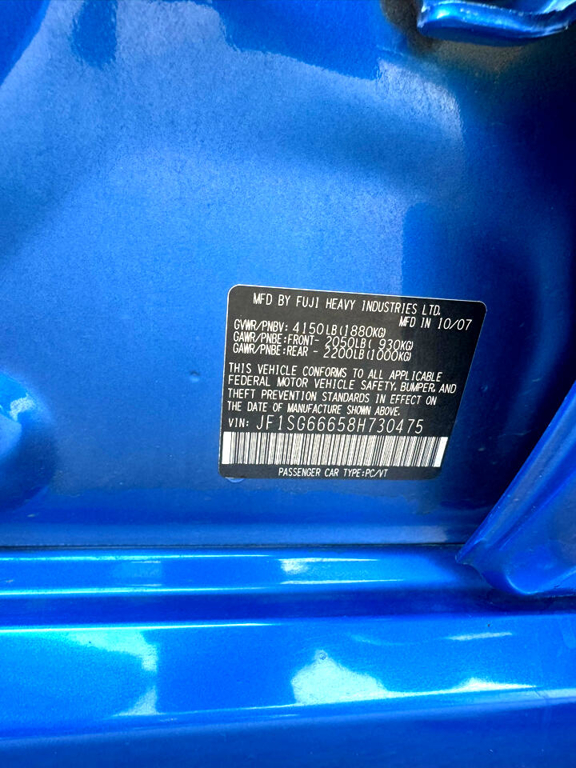 MFD BY FUJI HEAVY INDUSTRIES LTD.
MFD IN 10/07
GVWR/PNBV: 4150LB(1880KG)
GAWR/PNBE:FRONT- 2050LB( 930KG)
GAWR/PNBE:REAR - 2200LB(1000KG)
THIS VEHICLE CONFORMS TO ALL APPLICABLE
FEDERAL MOTOR VEHICLE SAFETY, BUMPER, AND
THEFT PREVENTION STANDARDS IN EFFECT ON
THE DATE OF MANUFACTURE SHOWN ABOVE.
VIN: JF1SG66658H730475
PASSENGER CAR TYPE:PC/VT